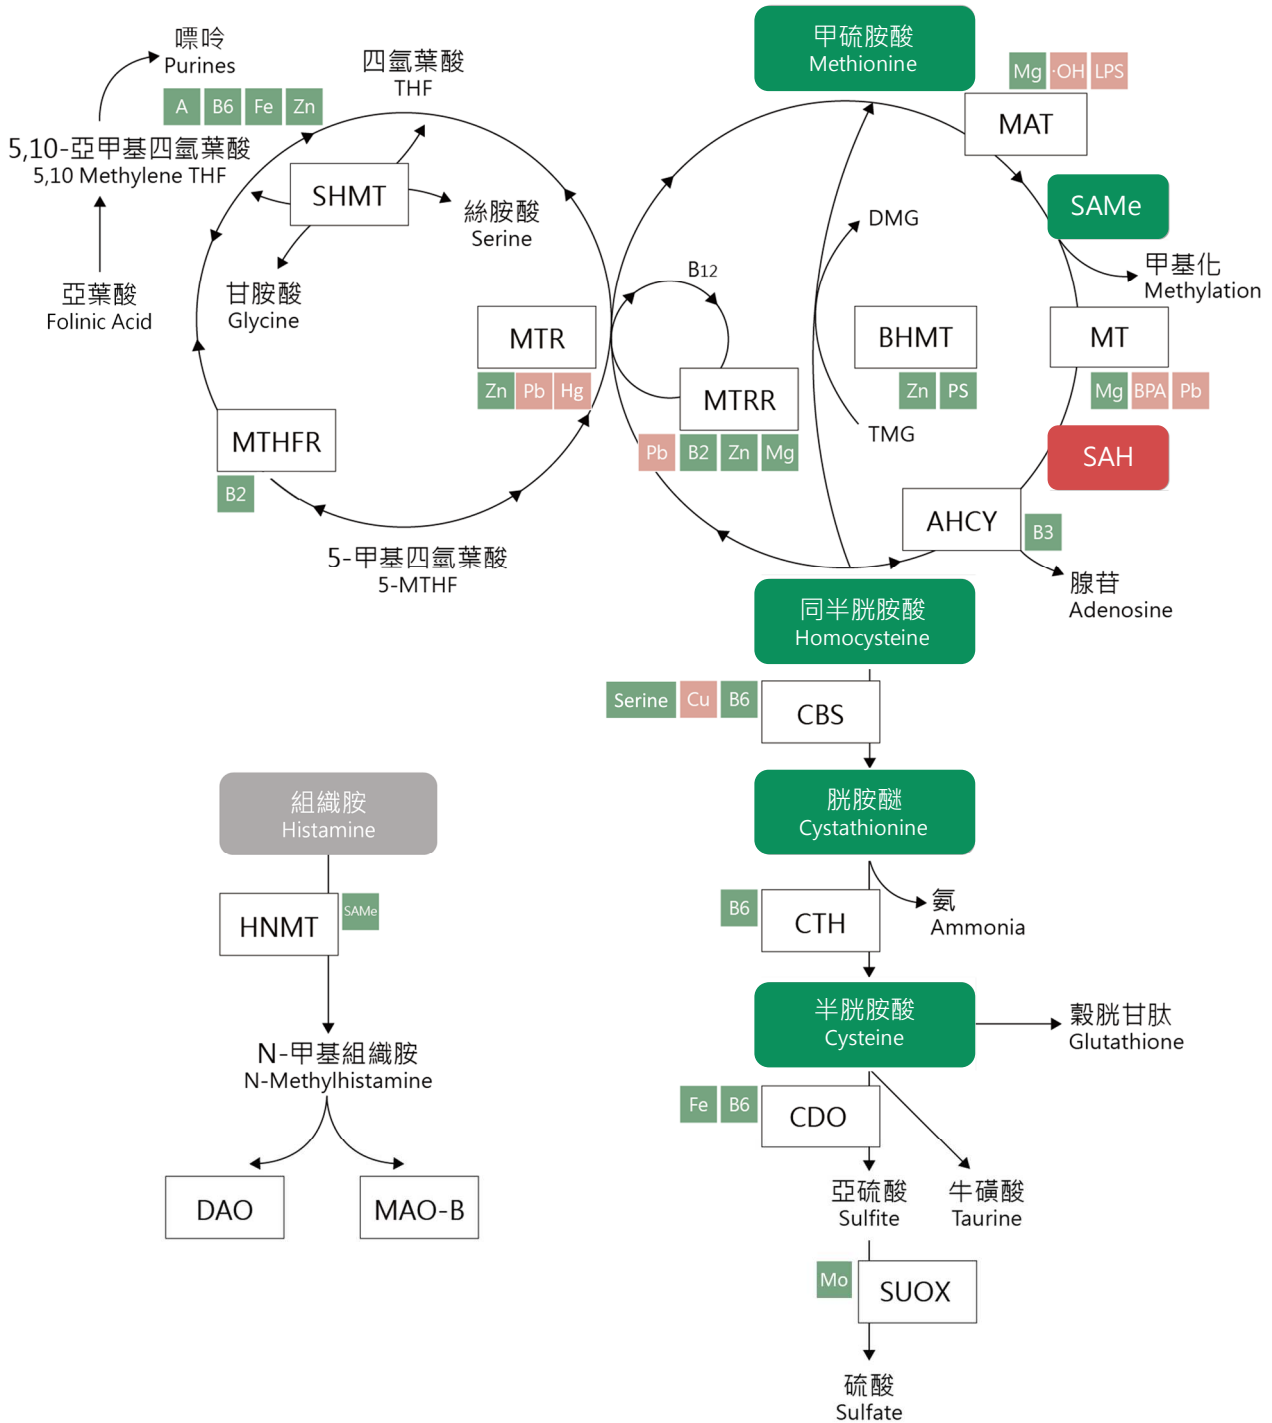 嘌呤
Purines
A
B6
Fe
Zn
5,10-亞甲基四氫葉酸
5,10 Methylene THF
亞葉酸
Folinic Acid
四氫葉酸
THF
SHMT
絲胺酸
Serine
甘胺酸
Glycine
MTHFR
B2
5-甲基四氫葉酸
5-MTHF
MTR
Zn
Pb
Hg
B12
MTRR
Pb
B2
Zn
Mg
甲硫胺酸
Methionine
Mg
·OH
LPS
MAT
SAMe
甲基化
Methylation
DMG
BHMT
Zn
PS
TMG
MT
Mg
BPA
Pb
SAH
AHCY
B3
腺苷
Adenosine
同半胱胺酸
Homocysteine
Serine
Cu
B6
CBS
胱胺醚
Cystathionine
B6
CTH
氨
Ammonia
半胱胺酸
Cysteine
穀胱甘肽
Glutathione
Fe
B6
CDO
亞硫酸
Sulfite
牛磺酸
Taurine
Mo
SUOX
硫酸
Sulfate
組織胺
Histamine
HNMT
SAMe
N-甲基組織胺
N-Methylhistamine
DAO
MAO-B